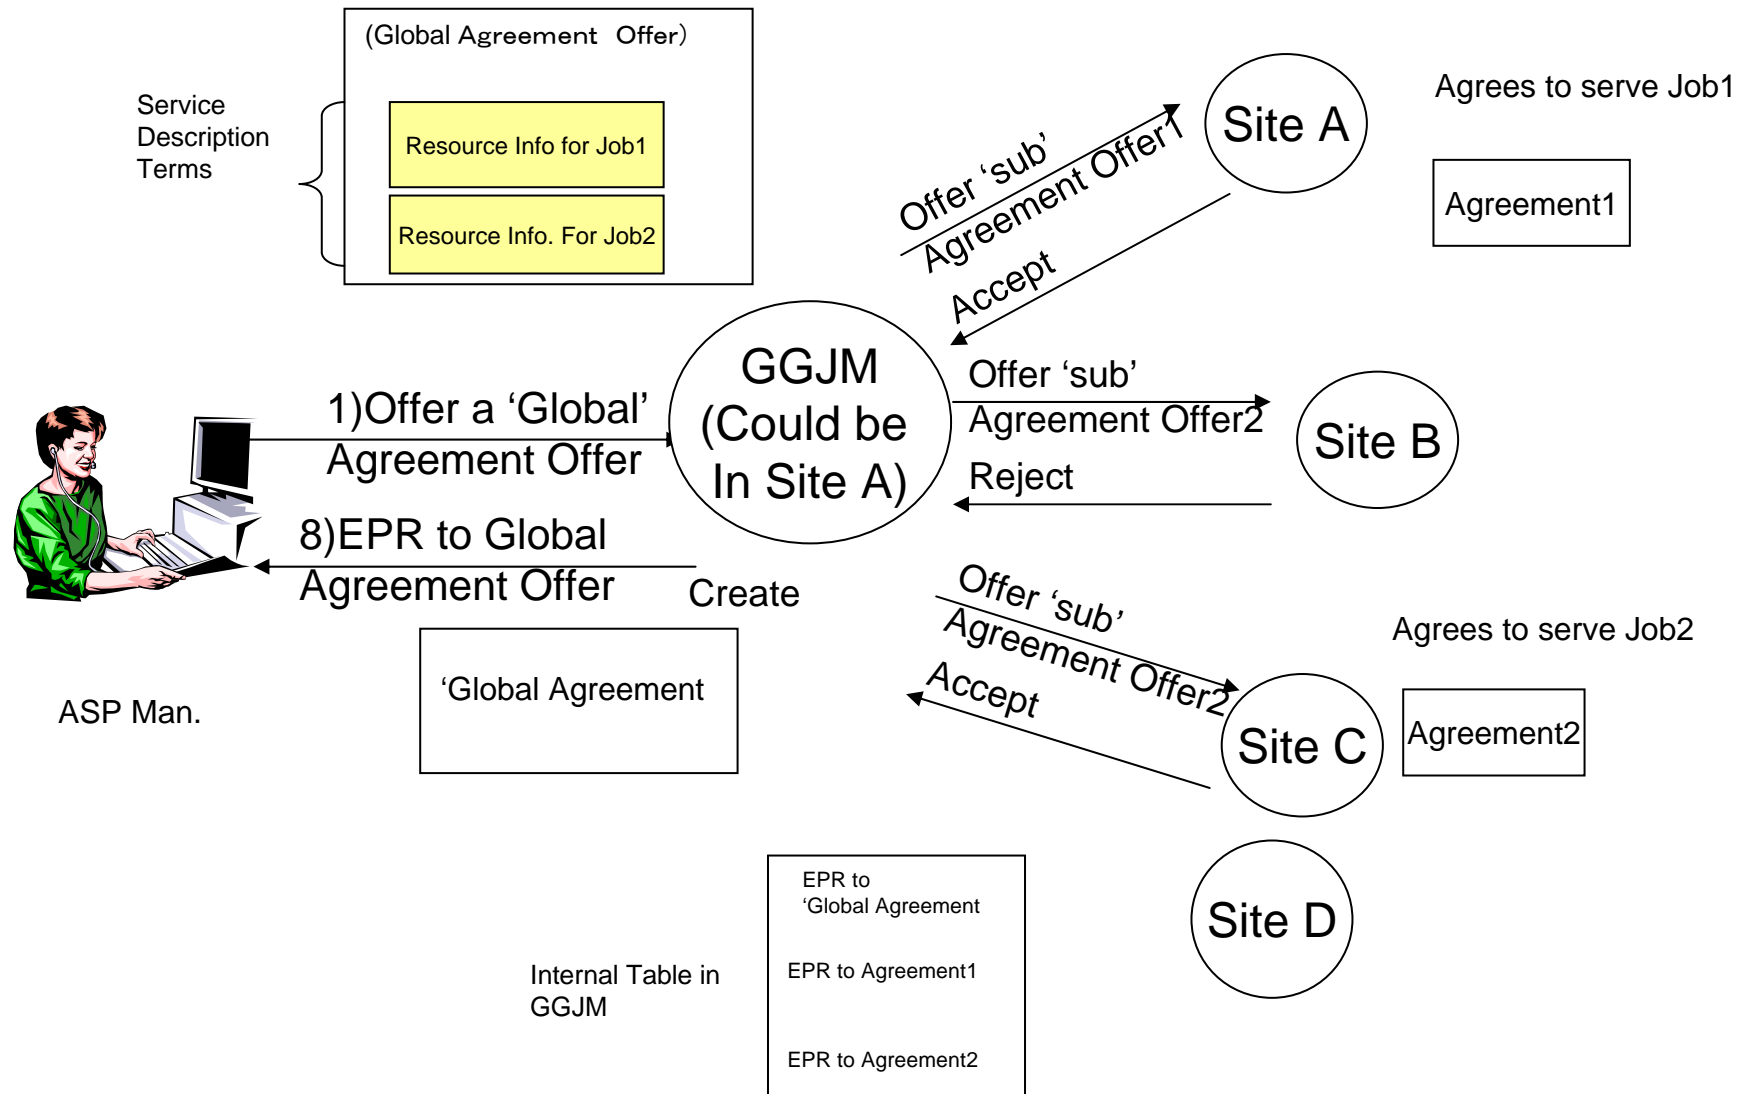 (Global Agreement Offer)
Service
Description
Terms
Resource Info for Job1
Resource Info. For Job2
Offer ‘sub’
Agreement Offer1
Accept
Site A
Agrees to serve Job1
Agreement1
1)Offer a ‘Global’
Agreement Offer
GGJM
(Could be
In Site A)
Offer ‘sub’
Agreement Offer2
Reject
Site B
8)EPR to Global
Agreement Offer
Create
‘Global Agreement
ASP Man.
Offer ‘sub’
Agreement Offer2
Accept
Site C
Agrees to serve Job2
Agreement2
Site D
Internal Table in
GGJM
EPR to
‘Global Agreement
EPR to Agreement1
EPR to Agreement2